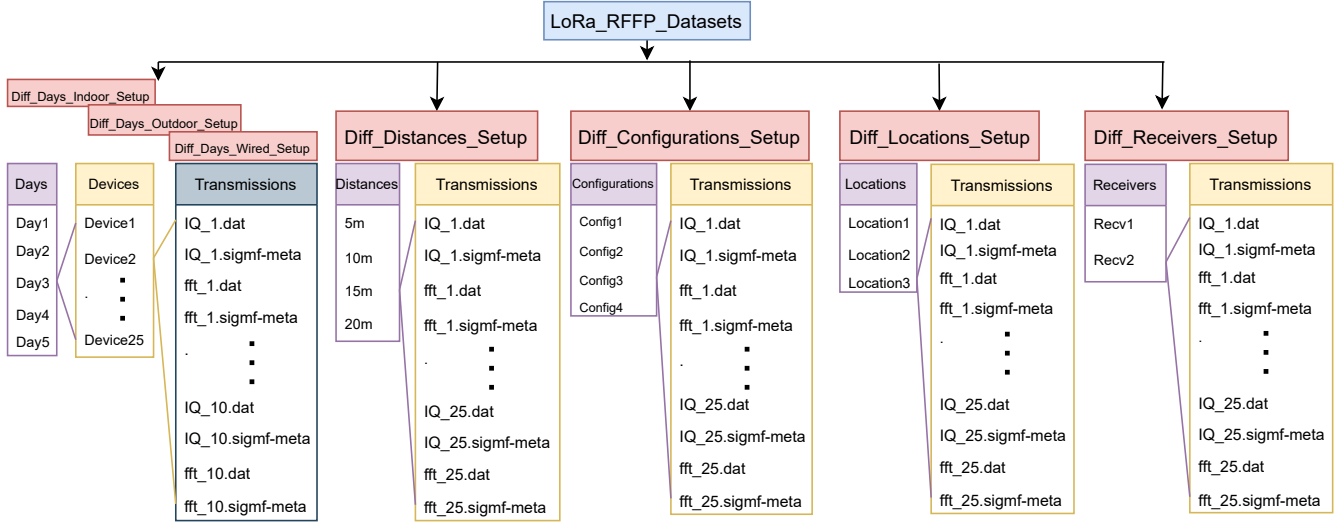 LoRa_RFFP_Datasets
Diff_Days_Indoor_Setup
Diff_Days_Outdoor_Setup
Diff_Days_Wired_Setup
Days
Day1
Day2
Day3
Day4
Day5
Devices
Device1
Device2
.
Device25
Transmissions
IQ_1.dat
IQ_1.sigmf-meta
fft_1.dat
fft_1.sigmf-meta
.
IQ_10.dat
IQ_10.sigmf-meta
fft_10.dat
fft_10.sigmf-meta
Diff_Distances_Setup
Distances
5m
10m
15m
20m
Transmissions
IQ_1.dat
IQ_1.sigmf-meta
fft_1.dat
fft_1.sigmf-meta
.
IQ_25.dat
IQ_25.sigmf-meta
fft_25.dat
fft_25.sigmf-meta
Diff_Configurations_Setup
Configurations
Config1
Config2
Config3
Config4
Transmissions
IQ_1.dat
IQ_1.sigmf-meta
fft_1.dat
fft_1.sigmf-meta
.
IQ_25.dat
IQ_25.sigmf-meta
fft_25.dat
fft_25.sigmf-meta
Diff_Locations_Setup
Locations
Location1
Location2
Location3
Transmissions
IQ_1.dat
IQ_1.sigmf-meta
fft_1.dat
fft_1.sigmf-meta
.
IQ_25.dat
IQ_25.sigmf-meta
fft_25.dat
fft_25.sigmf-meta
Diff_Receivers_Setup
Receivers
Recv1
Recv2
Transmissions
IQ_1.dat
IQ_1.sigmf-meta
fft_1.dat
fft_1.sigmf-meta
.
IQ_25.dat
IQ_25.sigmf-meta
fft_25.dat
fft_25.sigmf-meta